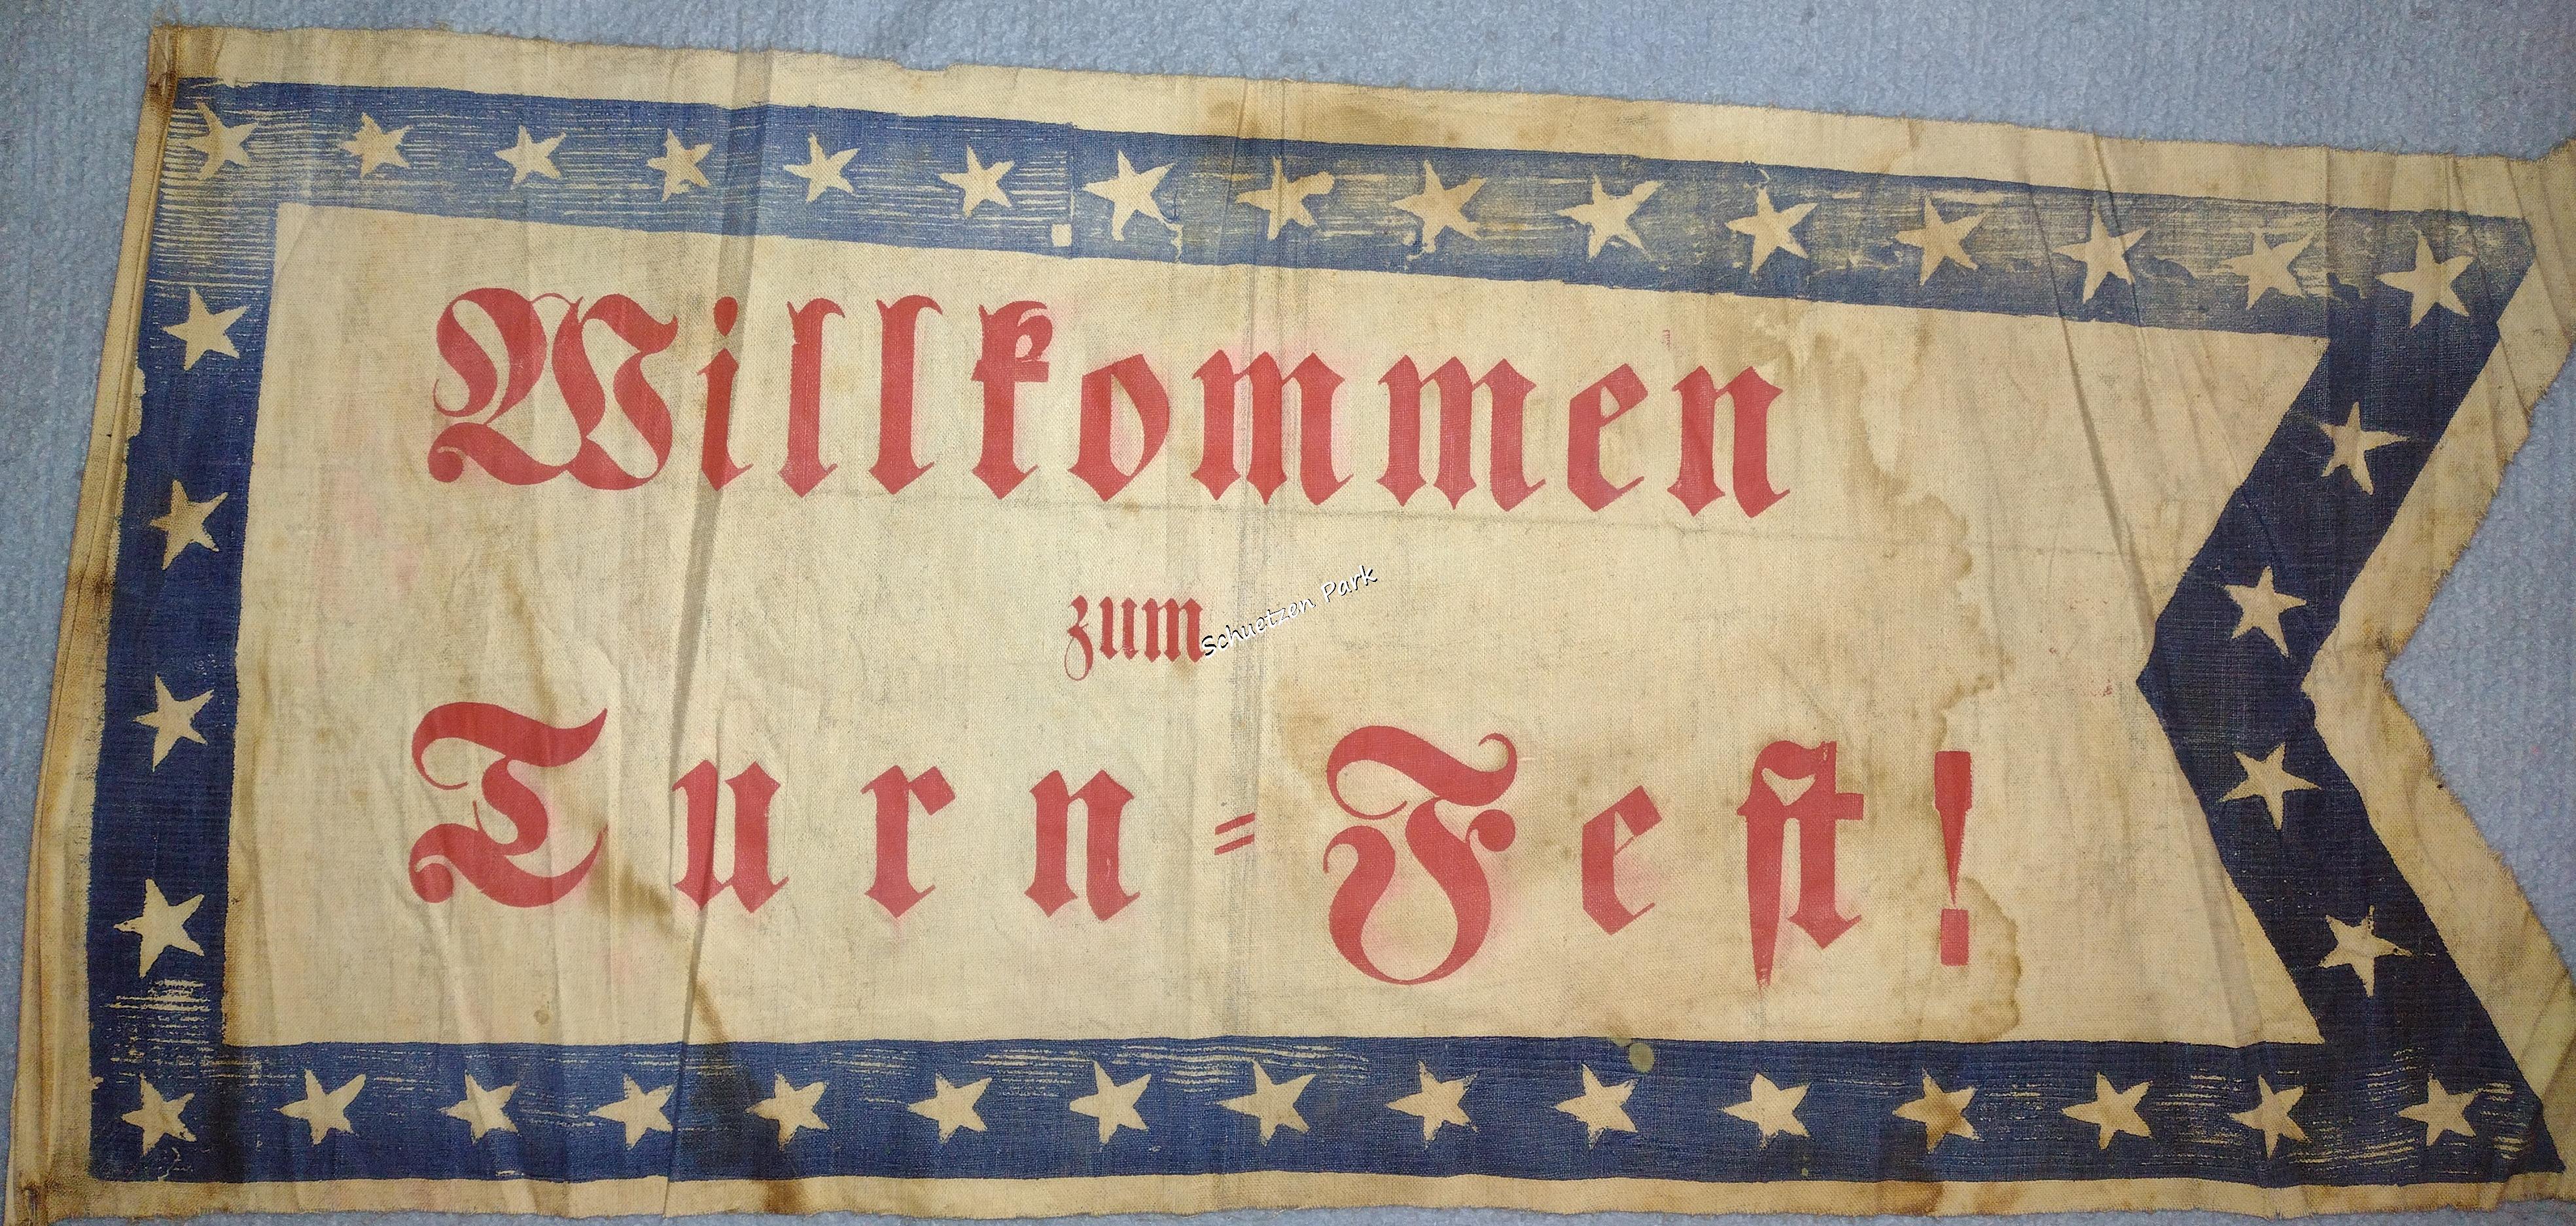 Willkommen
zum
Schuetzen Park
Turn=Feſt!